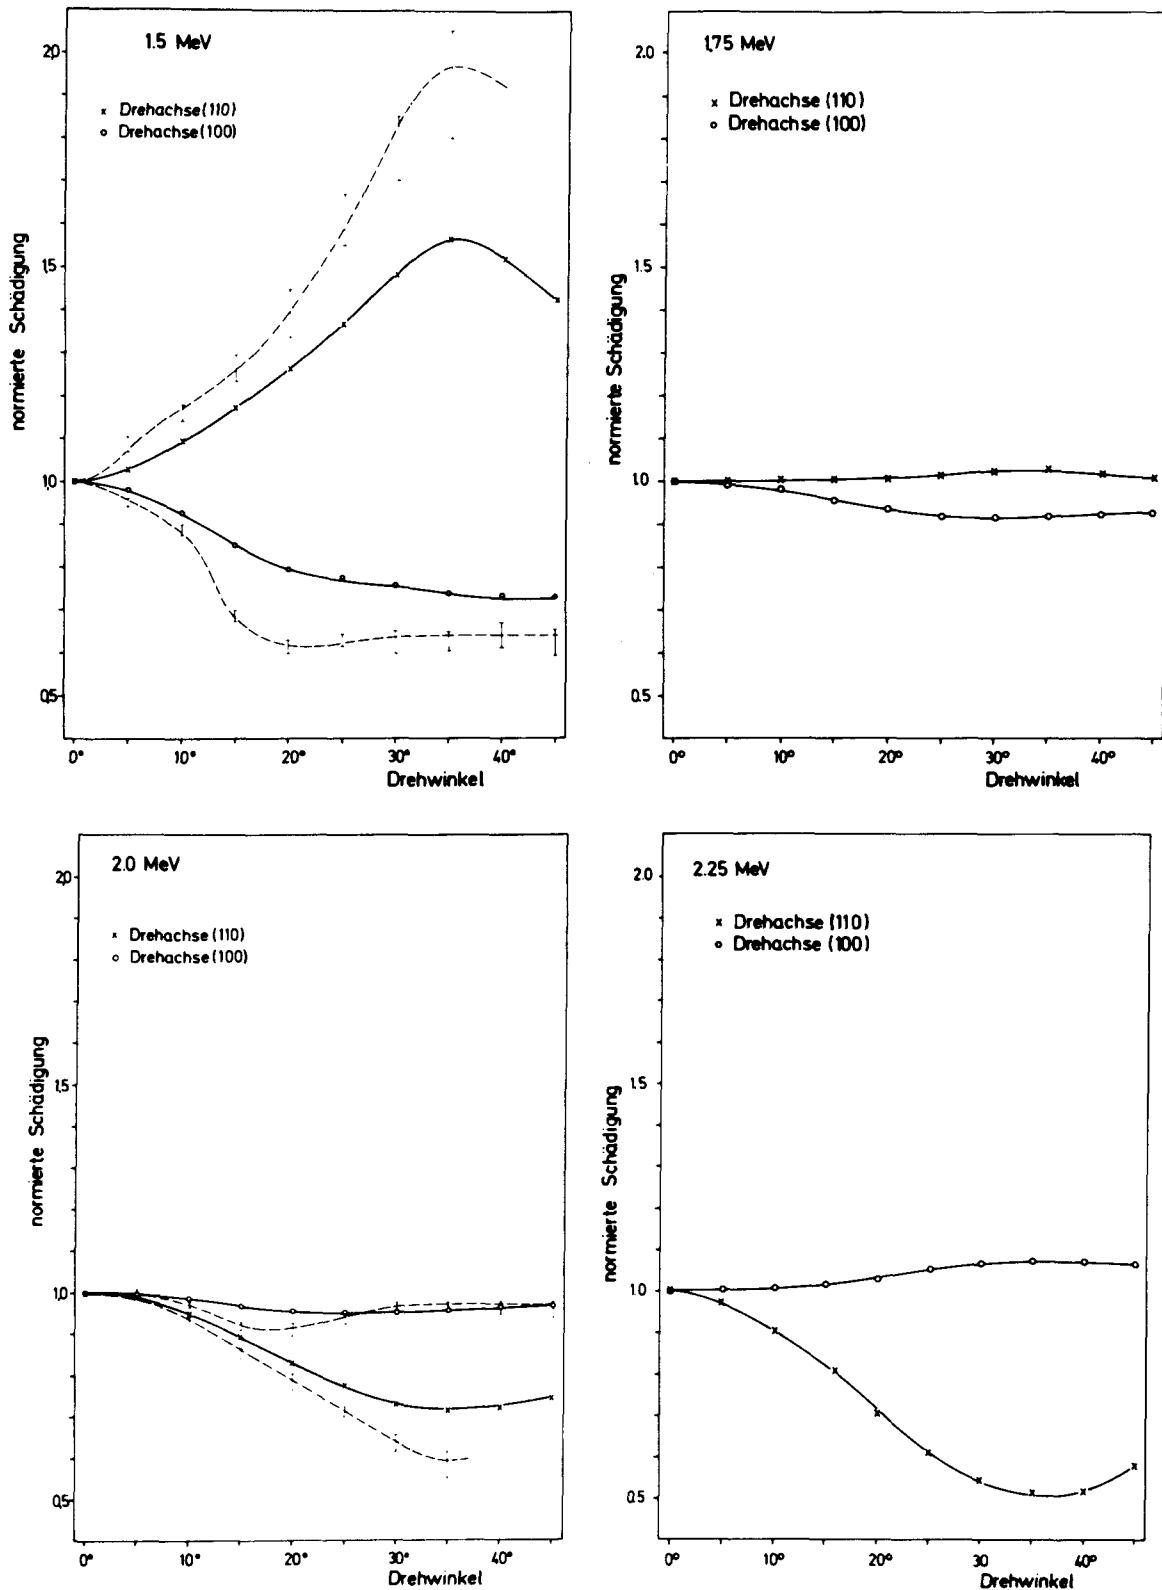 1.5 MeV
x Drehachse (110)
o Drehachse (100)
normierte Schädigung
2,0
1.5
1.0
0,5
0° 10° 20° 30° 40°
Drehwinkel
1,75 MeV
x Drehachse (110)
o Drehachse (100)
normierte Schädigung
2.0
1.5
1.0
0.5
0° 10° 20° 30° 40°
Drehwinkel
2.0 MeV
x Drehachse (110)
o Drehachse (100)
normierte Schädigung
2,0
1,5
1,0
0,5
0° 10° 20° 30° 40°
Drehwinkel
2.25 MeV
x Drehachse (110)
o Drehachse (100)
normierte Schädigung
2.0
1.5
1.0
0.5
0° 10° 20° 30 40°
Drehwinkel